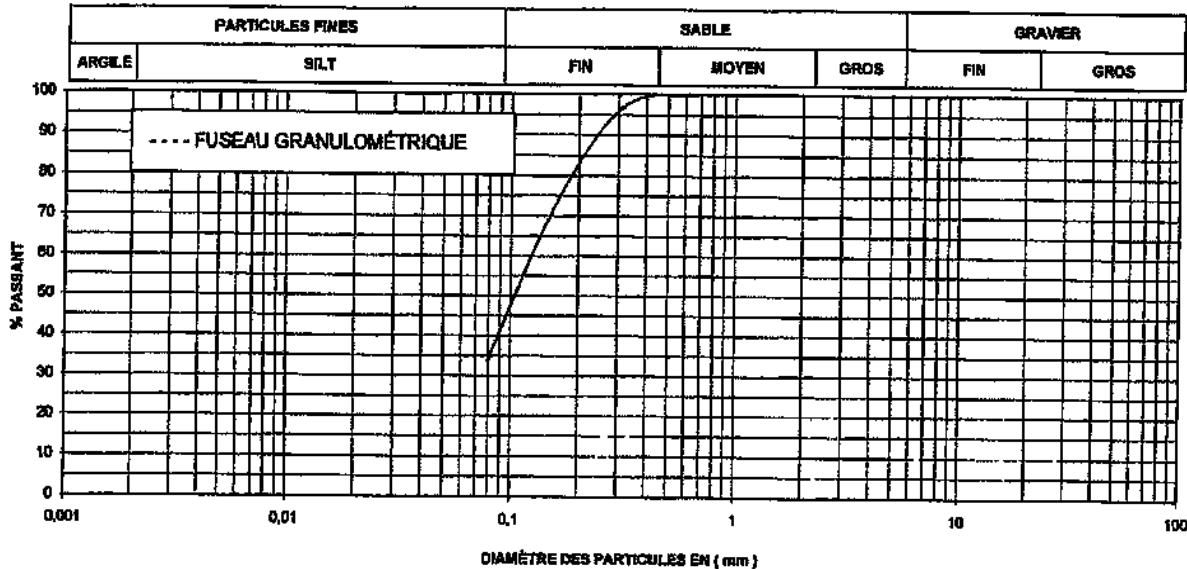 PARTICULES FINES SABLE GRAVIER
ARGILE SILT FIN MOYEN GROS FIN GROS
100
90
80
70
60
50
40
30
20
10
0
---- FUSEAU GRANULOMÉTRIQUE
% PASSANT
0,001 0,01 0,1 1 10 100
DIAMÈTRE DES PARTICULES EN ( mm )